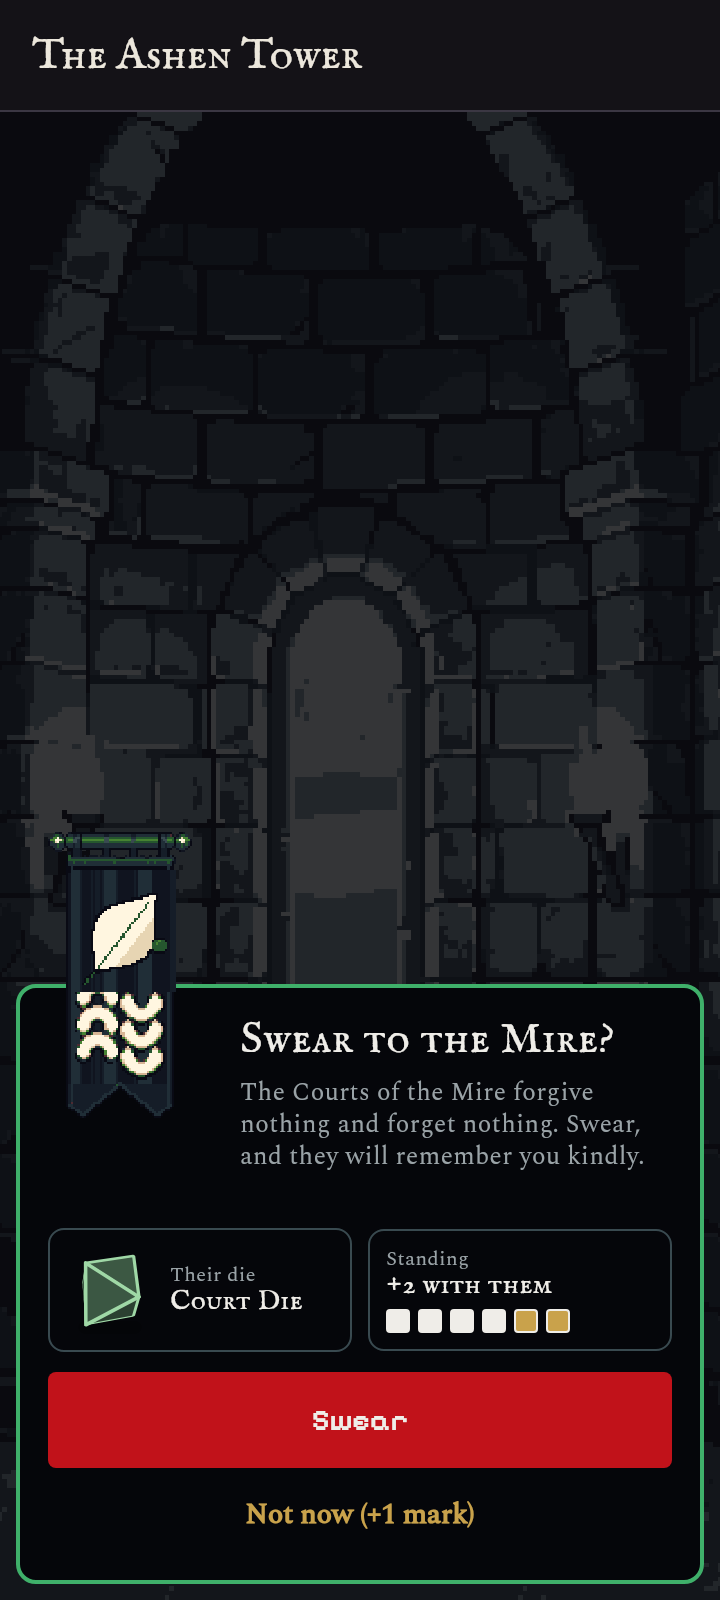 The Ashen Tower
Swear to the Mire?
The Courts of the Mire forgive
nothing and forget nothing. Swear,
and they will remember you kindly.
Their die
Court Die
Standing
+2 with them
Swear
Not now (+1 mark)